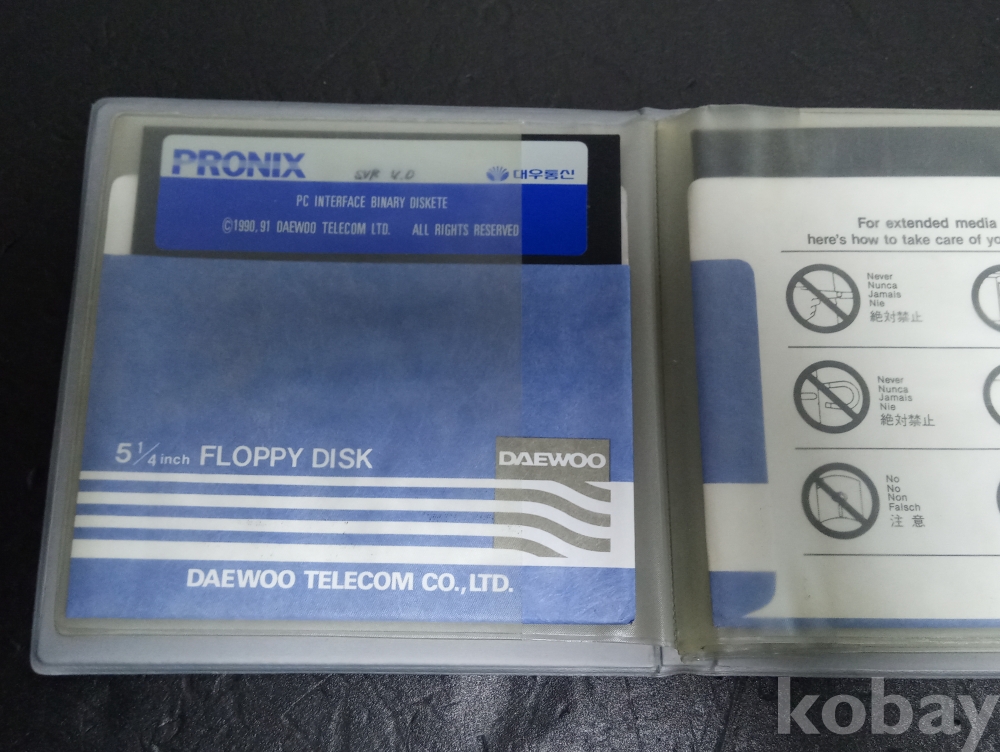 PRONIX
SVR 4.0
대우통신
PC INTERFACE BINARY DISKETE
©1990, 91 DAEWOO TELECOM LTD. ALL RIGHTS RESERVED
5 1/4 inch FLOPPY DISK
DAEWOO
DAEWOO TELECOM CO., LTD.
For extended media
here's how to take care of
Never
Nunca
Jamais
Nie
絶対禁止
Never
Nunca
Jamais
Nie
絶対禁止
No
No
Non
Falsch
注意
kobay